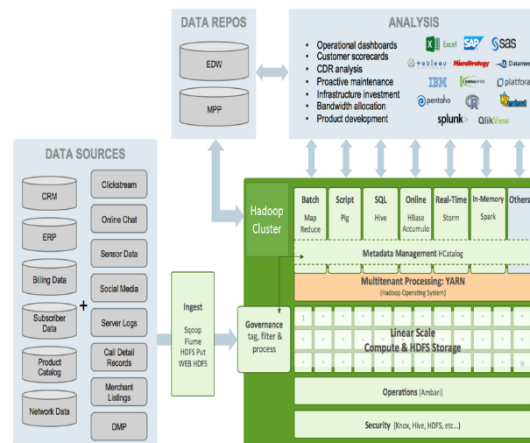 DATA REPOS
EDW
MPP
ANALYSIS
• Operational dashboards
• Customer scorecards
• CDR analysis
• Proactive maintenance
• Infrastructure investment
• Bandwidth allocation
• Product development
Excel
SAP
sas
tableau
MicroStrategy
Datameer
IBM
platfora
pentaho
R
splunk>
QlikView
DATA SOURCES
CRM
ERP
Billing Data
Subscriber
Data
Product
Catalog
Network Data
+
Clickstream
Online Chat
Sensor Data
Social Media
Server Logs
Call Detail
Records
Merchant
Listings
DMP
Ingest
Sqoop
Flume
HDFS Put
WEB HDFS
Hadoop
Cluster
Batch
Map
Reduce
Script
Pig
SQL
Hive
Online
HBase
Accumulo
Real-Time
Storm
In-Memory
Spark
Others
Metadata Management HCatalog
Multitenant Processing: YARN
(Hadoop Operating System)
Governance
tag, filter &
process
1
Linear Scale
Compute & HDFS Storage
N
Operations (Ambari)
Security (Knox, Hive, HDFS, etc...)